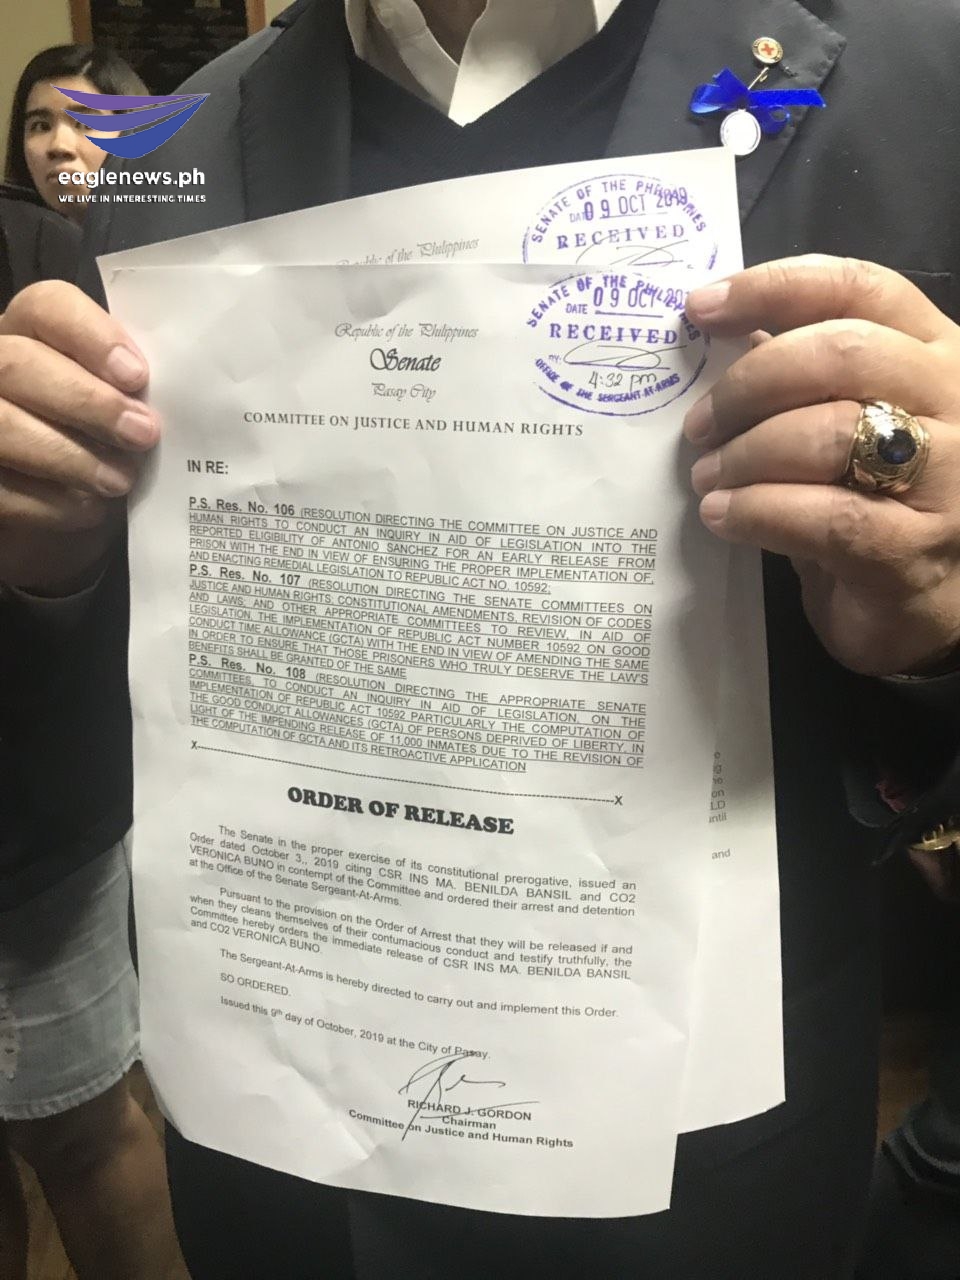 eaglenews.ph
WE LIVE IN INTERESTING TIMES
SENATE OF THE PHILIPPINES
DATE 09 OCT 2019
RECEIVED
Republic of the Philippines
SENATE OF THE PHILIPPINES
DATE 09 OCT 201
RECEIVED
BY:
4:32 pm
OFFICE OF THE SERGEANT-AT-ARMS
Republic of the Philippines
Senate
Pasay City
COMMITTEE ON JUSTICE AND HUMAN RIGHTS
IN RE:
P.S. Res. No. 106 (RESOLUTION DIRECTING THE COMMITTEE ON JUSTICE AND
HUMAN RIGHTS TO CONDUCT AN INQUIRY IN AID OF LEGISLATION INTO THE
REPORTED ELIGIBILITY OF ANTONIO SANCHEZ FOR AN EARLY RELEASE FROM
PRISON WITH THE END IN VIEW OF ENSURING THE PROPER IMPLEMENTATION OF,
AND ENACTING REMEDIAL LEGISLATION TO REPUBLIC ACT NO. 10592;
P.S. Res. No. 107 (RESOLUTION DIRECTING THE SENATE COMMITTEES ON
JUSTICE AND HUMAN RIGHTS; CONSTITUTIONAL AMENDMENTS, REVISION OF CODES
AND LAWS; AND OTHER APPROPRIATE COMMITTEES TO REVIEW, IN AID OF
LEGISLATION, THE IMPLEMENTATION OF REPUBLIC ACT NUMBER 10592 ON GOOD
CONDUCT TIME ALLOWANCE (GCTA) WITH THE END IN VIEW OF AMENDING THE SAME
IN ORDER TO ENSURE THAT THOSE PRISONERS WHO TRULY DESERVE THE LAW'S
BENEFITS SHALL BE GRANTED OF THE SAME
P.S. Res. No. 108 (RESOLUTION DIRECTING THE APPROPRIATE SENATE
COMMITTEES, TO CONDUCT AN INQUIRY IN AID OF LEGISLATION, ON THE
IMPLEMENTATION OF REPUBLIC ACT 10592 PARTICULARLY THE COMPUTATION OF
THE GOOD CONDUCT ALLOWANCES (GCTA) OF PERSONS DEPRIVED OF LIBERTY, IN
LIGHT OF THE IMPENDING RELEASE OF 11,000 INMATES DUE TO THE REVISION OF
THE COMPUTATION OF GCTA AND ITS RETROACTIVE APPLICATION
X-----------------------------------------------------------------------X
ORDER OF RELEASE
The Senate in the proper exercise of its constitutional prerogative, issued an
Order dated October 3,, 2019 citing CSR INS MA. BENILDA BANSIL and CO2
VERONICA BUNO in contempt of the Committee and ordered their arrest and detention
at the Office of the Senate Sergeant-At-Arms.
Pursuant to the provision on the Order of Arrest that they will be released if and
when they cleans themselves of their contumacious conduct and testify truthfully, the
Committee hereby orders the immediate release of CSR INS MA. BENILDA BANSIL
and CO2 VERONICA BUNO.
The Sergeant-At-Arms is hereby directed to carry out and implement this Order.
SO ORDERED.
Issued this 9th day of October, 2019 at the City of Pasay.
RICHARD J. GORDON
Chairman
Committee on Justice and Human Rights
on
LD
until
and